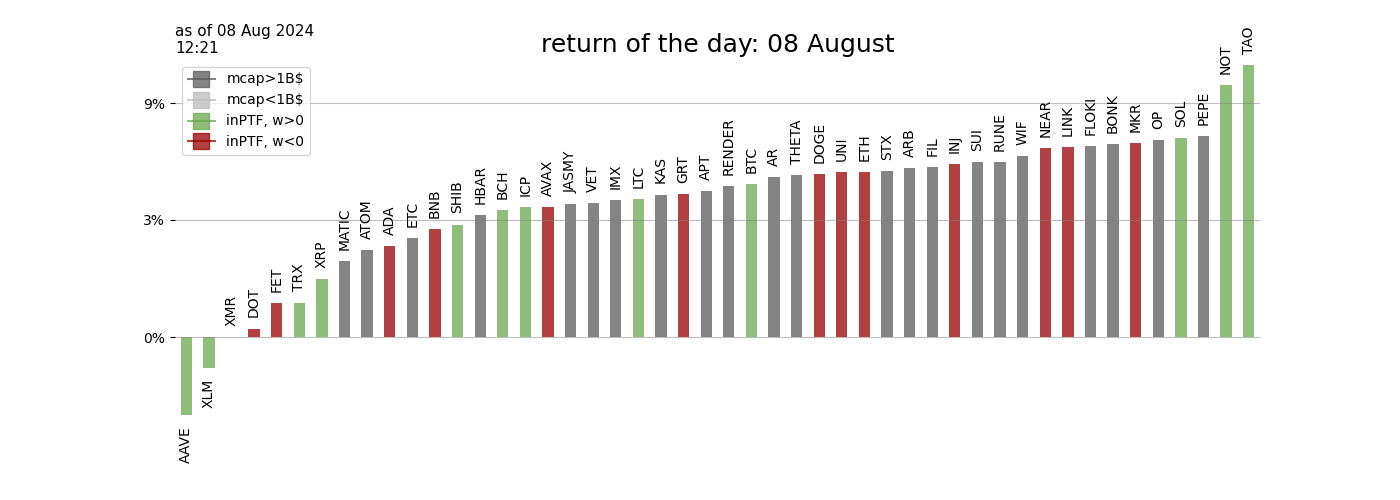 as of 08 Aug 2024
12:21
return of the day: 08 August
mcap>1B$
mcap<1B$
inPTF, w>0
inPTF, w<0
9%
3%
0%
AAVE
XLM
XMR
DOT
FET
TRX
XRP
MATIC
ATOM
ADA
ETC
BNB
SHIB
HBAR
BCH
ICP
AVAX
JASMY
VET
IMX
LTC
KAS
GRT
APT
RENDER
BTC
AR
THETA
DOGE
UNI
ETH
STX
ARB
FIL
INJ
SUI
RUNE
WIF
NEAR
LINK
FLOKI
BONK
MKR
OP
SOL
PEPE
NOT
TAO